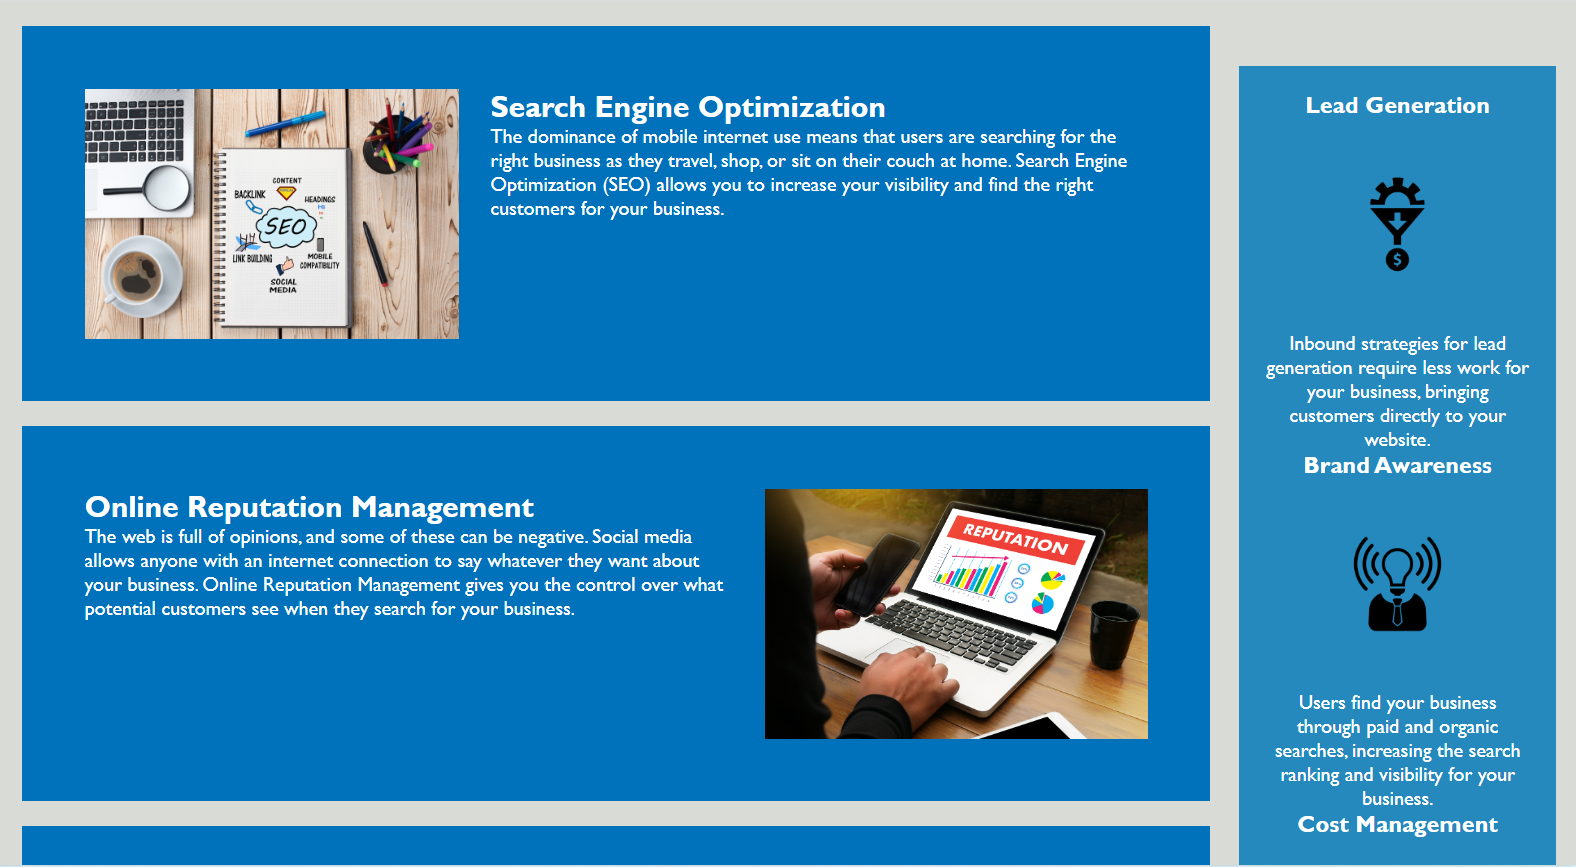 Search Engine Optimization
The dominance of mobile internet use means that users are searching for the
right business as they travel, shop, or sit on their couch at home. Search Engine
Optimization (SEO) allows you to increase your visibility and find the right
customers for your business.
CONTENT
BACKLINK
HEADINGS
SEO
LINK BUILDING
MOBILE
COMPATIBILITY
SOCIAL
MEDIA
Online Reputation Management
The web is full of opinions, and some of these can be negative. Social media
allows anyone with an internet connection to say whatever they want about
your business. Online Reputation Management gives you the control over what
potential customers see when they search for your business.
REPUTATION
Lead Generation
$
Inbound strategies for lead
generation require less work for
your business, bringing
customers directly to your
website.
Brand Awareness
Users find your business
through paid and organic
searches, increasing the search
ranking and visibility for your
business.
Cost Management